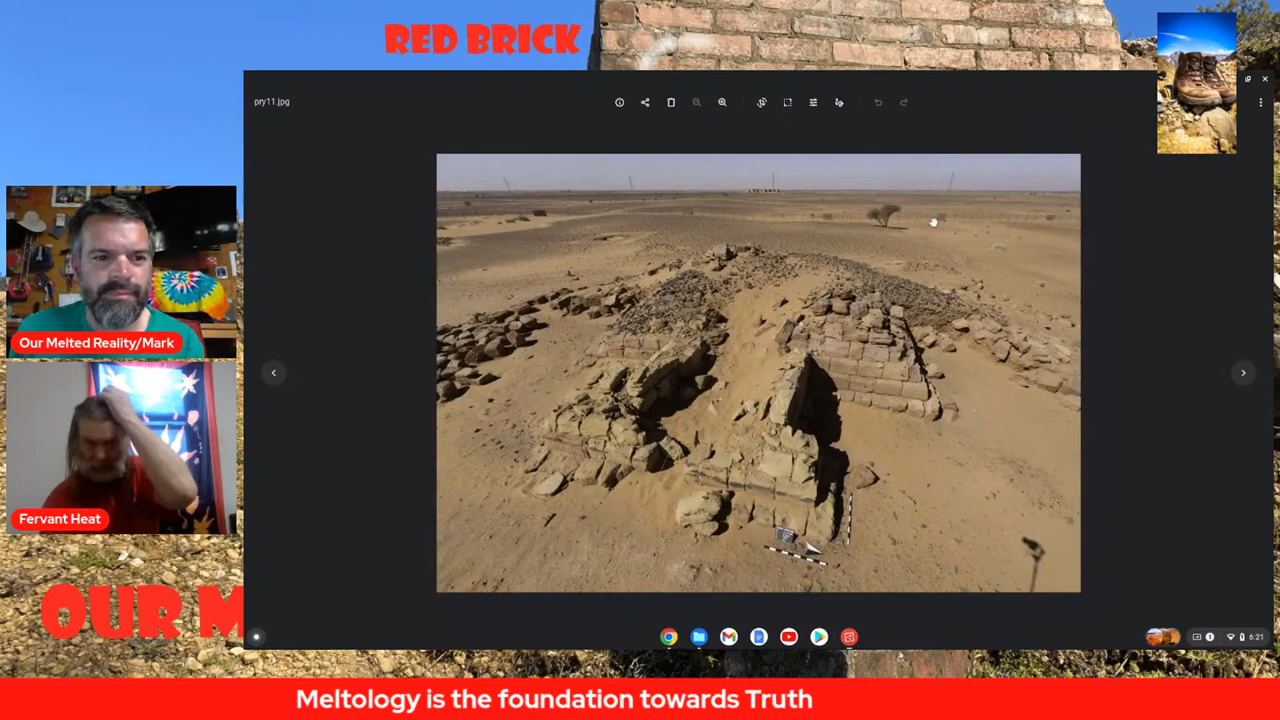 RED BRICK
pry11.jpg
Our Melted Reality/Mark
Fervant Heat
OUR M
6:21
Meltology is the foundation towards Truth